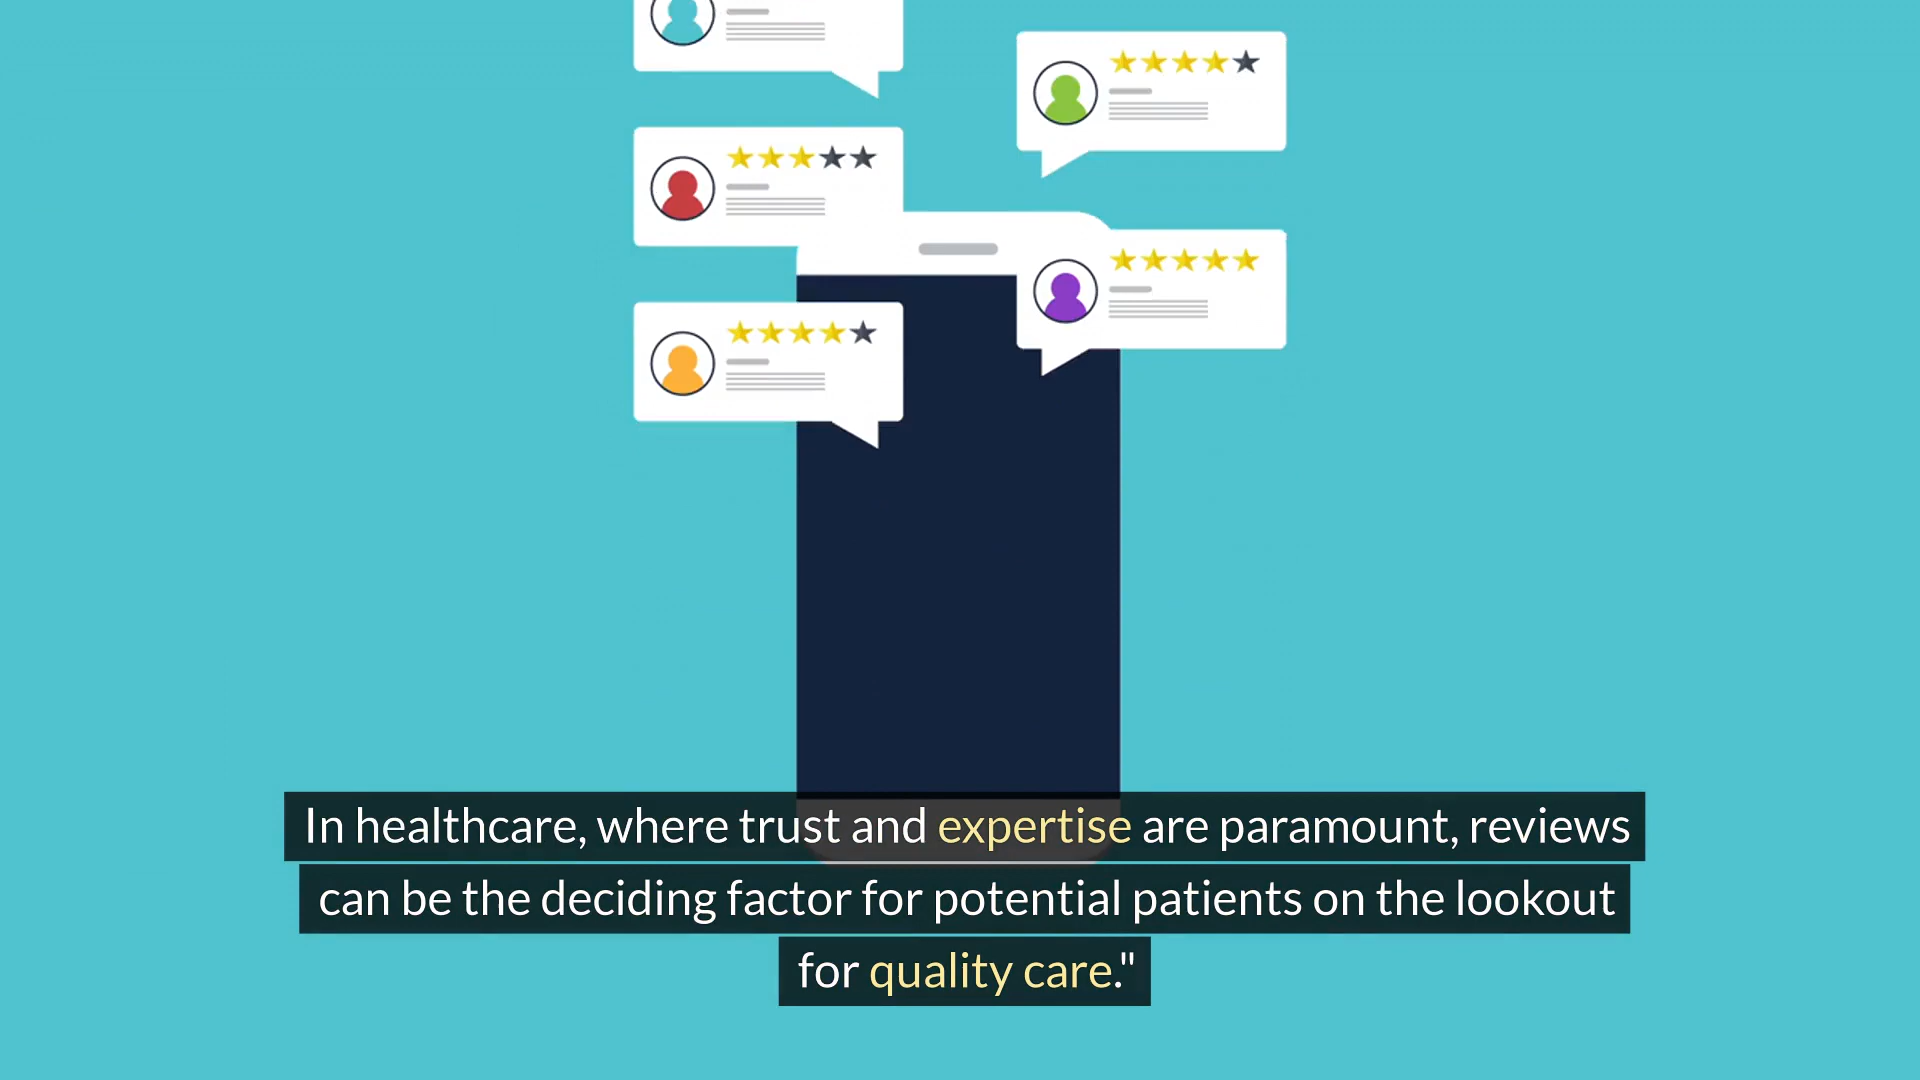 In healthcare, where trust and expertise are paramount, reviews
can be the deciding factor for potential patients on the lookout
for quality care."